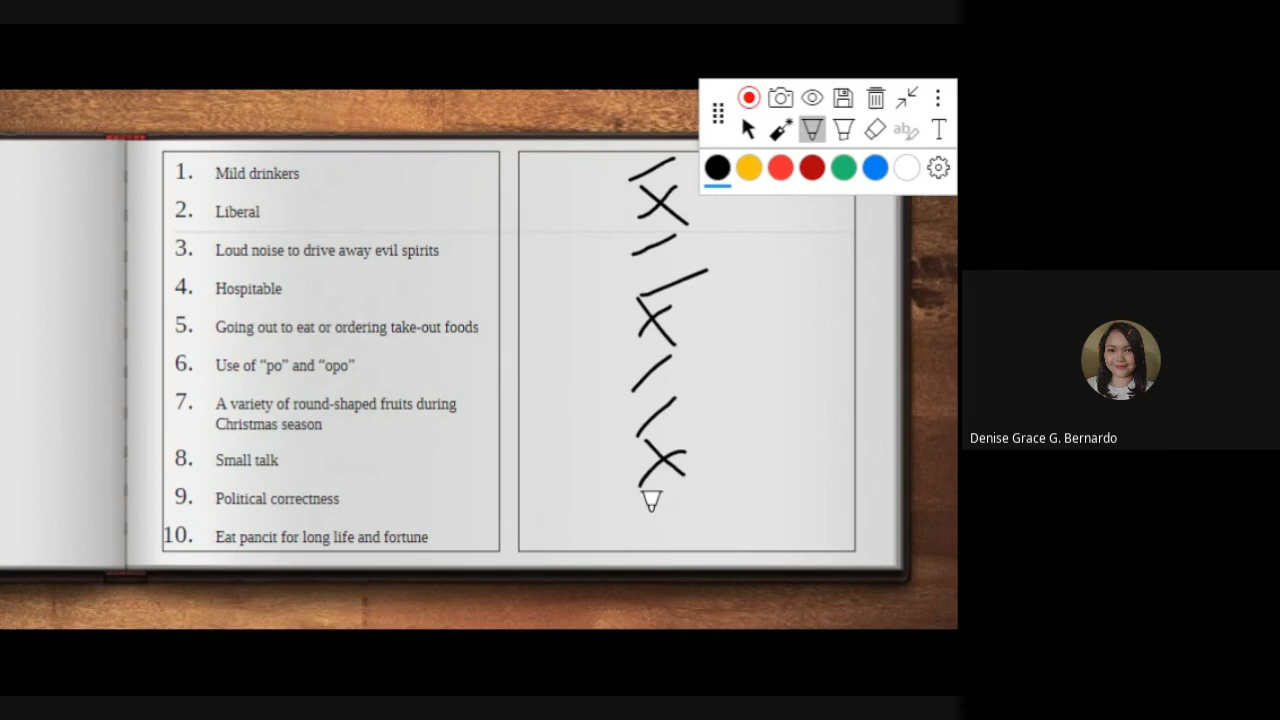 1. Mild drinkers /
2. Liberal X
3. Loud noise to drive away evil spirits /
4. Hospitable /
5. Going out to eat or ordering take-out foods X
6. Use of “po” and “opo” /
7. A variety of round-shaped fruits during /
Christmas season
8. Small talk X
9. Political correctness
10. Eat pancit for long life and fortune
ab
T
Denise Grace G. Bernardo